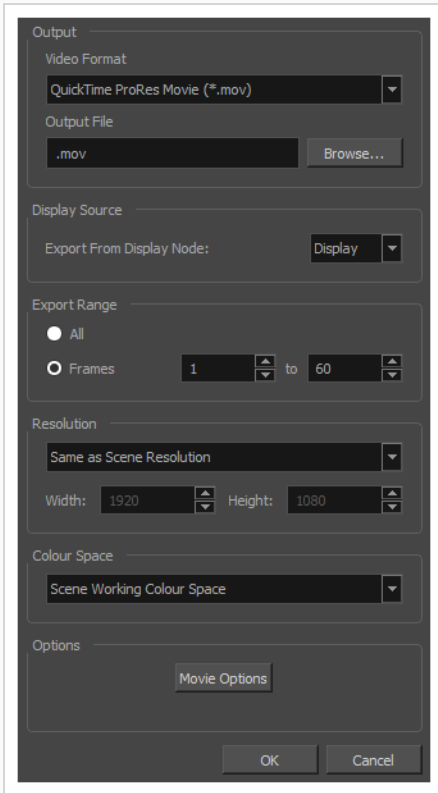 Output
Video Format
QuickTime ProRes Movie (*.mov)
Output File
.mov
Browse...
Display Source
Export From Display Node:
Display
Export Range
All
Frames
1
to
60
Resolution
Same as Scene Resolution
Width:
1920
Height:
1080
Colour Space
Scene Working Colour Space
Options
Movie Options
OK
Cancel